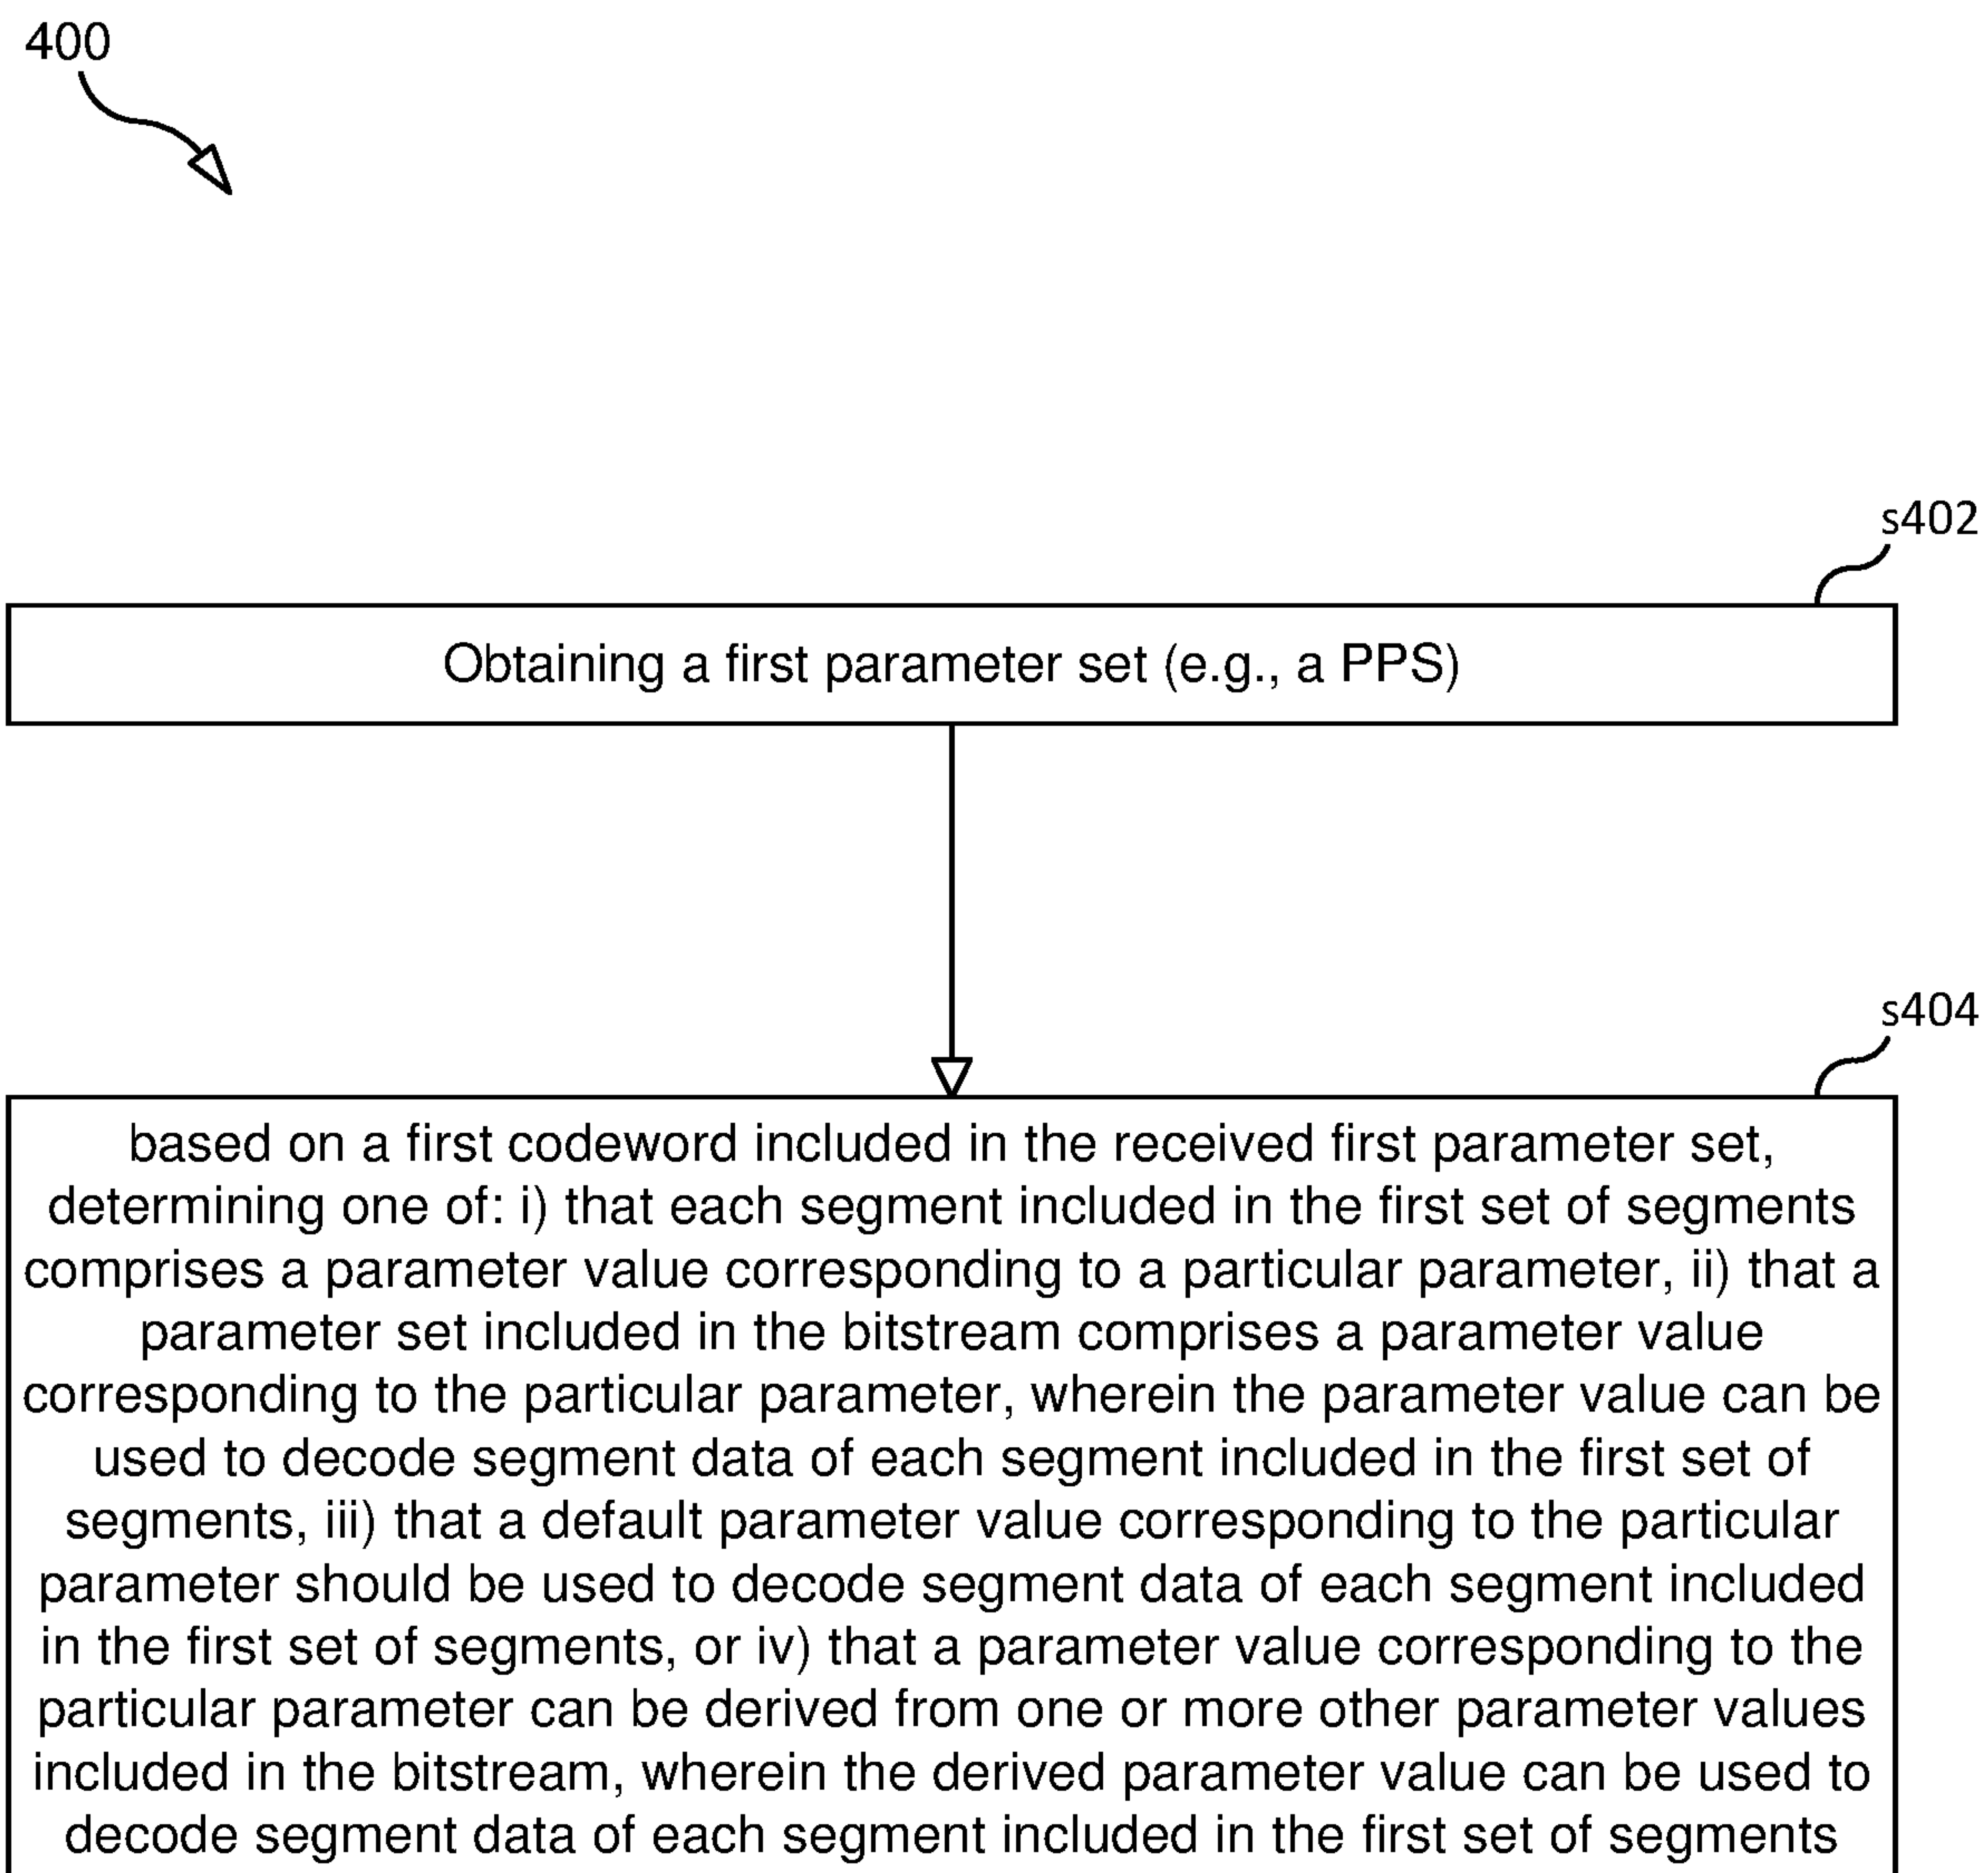 400
s402
Obtaining a first parameter set (e.g., a PPS)
s404
based on a first codeword included in the received first parameter set,
determining one of: i) that each segment included in the first set of segments
comprises a parameter value corresponding to a particular parameter, ii) that a
parameter set included in the bitstream comprises a parameter value
corresponding to the particular parameter, wherein the parameter value can be
used to decode segment data of each segment included in the first set of
segments, iii) that a default parameter value corresponding to the particular
parameter should be used to decode segment data of each segment included
in the first set of segments, or iv) that a parameter value corresponding to the
particular parameter can be derived from one or more other parameter values
included in the bitstream, wherein the derived parameter value can be used to
decode segment data of each segment included in the first set of segments